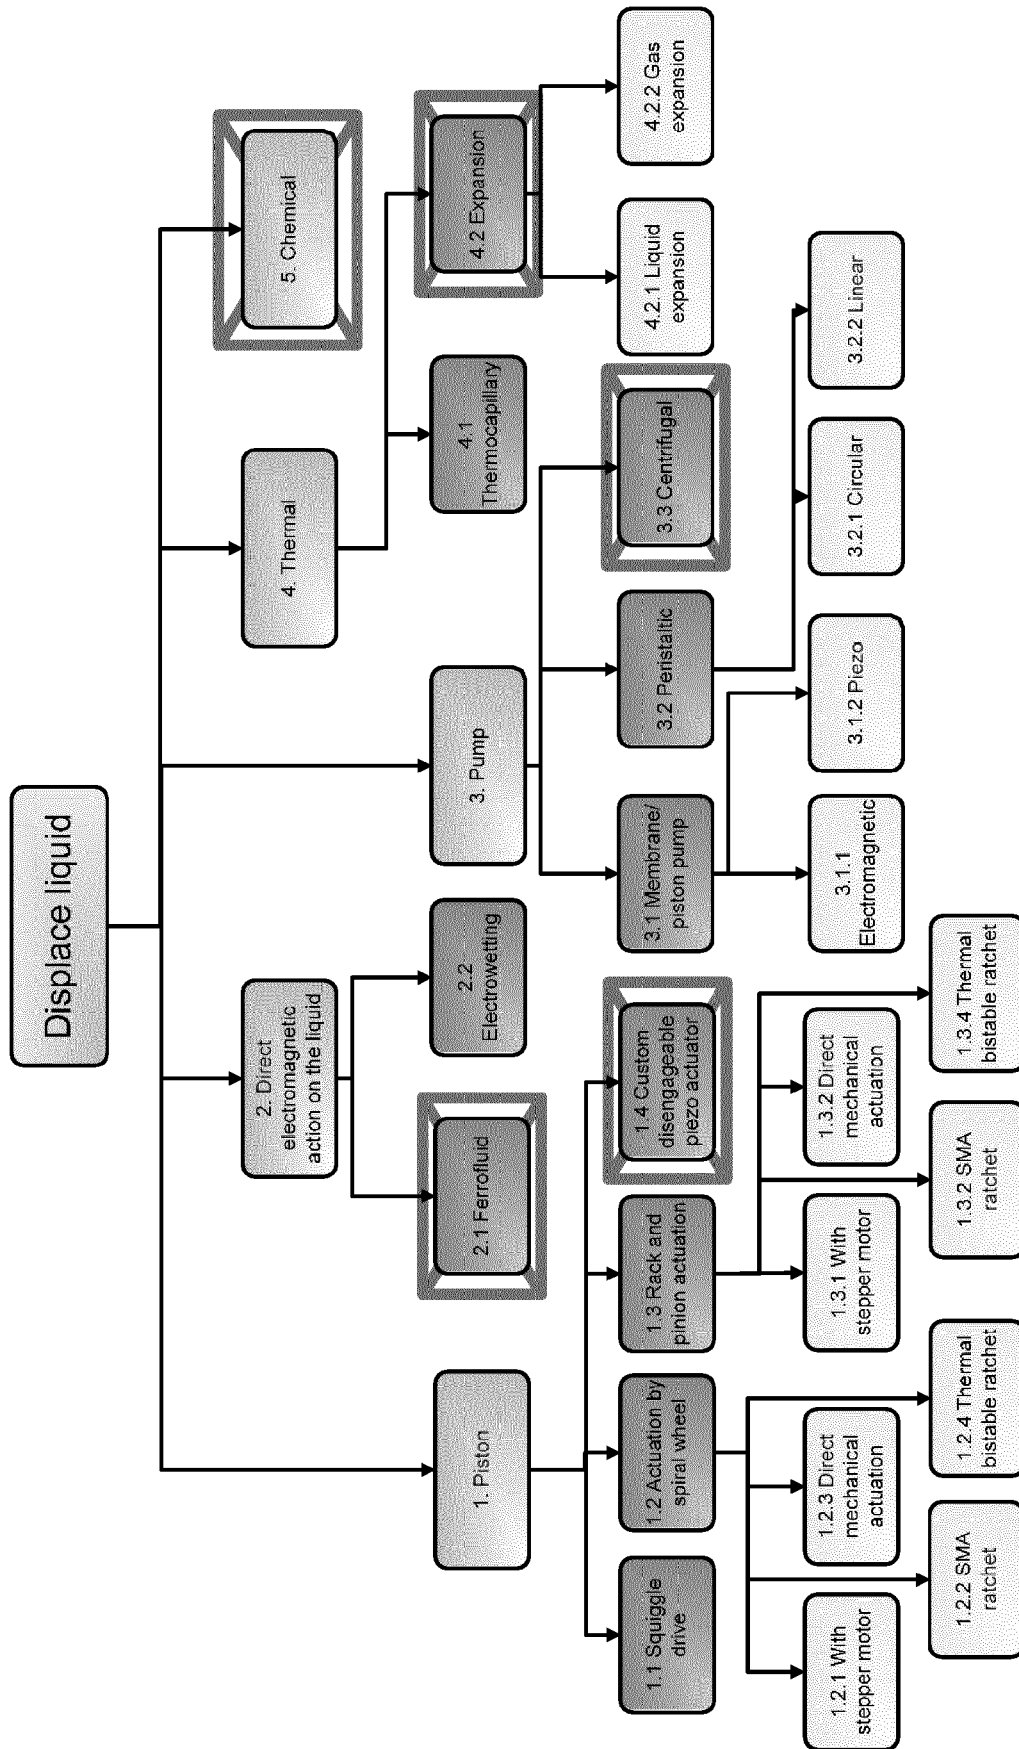 Displace liquid
1. Piston
2. Direct
electromagnetic
action on the liquid
3. Pump
4. Thermal
5. Chemical
2.1 Ferrofluid
2.2
Electrowetting
4.1
Thermocapillary
4.2 Expansion
1.1 Squiggle
drive
1.2 Actuation by
spiral wheel
1.3 Rack and
pinion actuation
1.4 Custom
disengageable
piezo actuator
3.1 Membrane/
piston pump
3.2 Peristaltic
3.3 Centrifugal
4.2.1 Liquid
expansion
4.2.2 Gas
expansion
1.2.1 With
stepper motor
1.2.3 Direct
mechanical
actuation
1.3.1 With
stepper motor
1.3.2 Direct
mechanical
actuation
3.1.1
Electromagnetic
3.1.2 Piezo
3.2.1 Circular
3.2.2 Linear
1.2.2 SMA
ratchet
1.2.4 Thermal
bistable ratchet
1.3.2 SMA
ratchet
1.3.4 Thermal
bistable ratchet